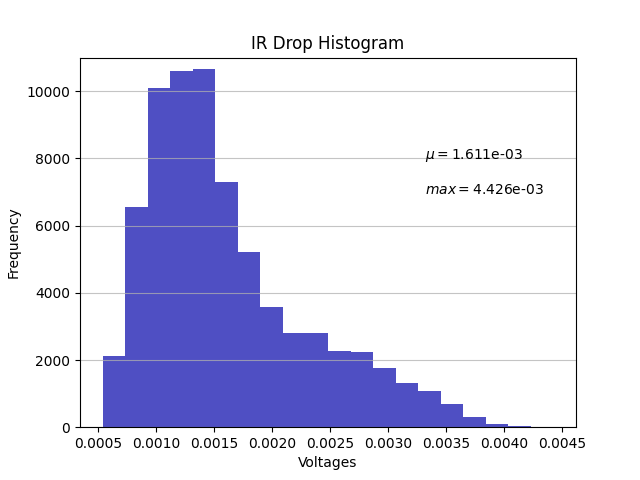 IR Drop Histogram
10000
8000
6000
4000
2000
0
Frequency
μ = 1.611e-03
max = 4.426e-03
0.0005 0.0010 0.0015 0.0020 0.0025 0.0030 0.0035 0.0040 0.0045
Voltages